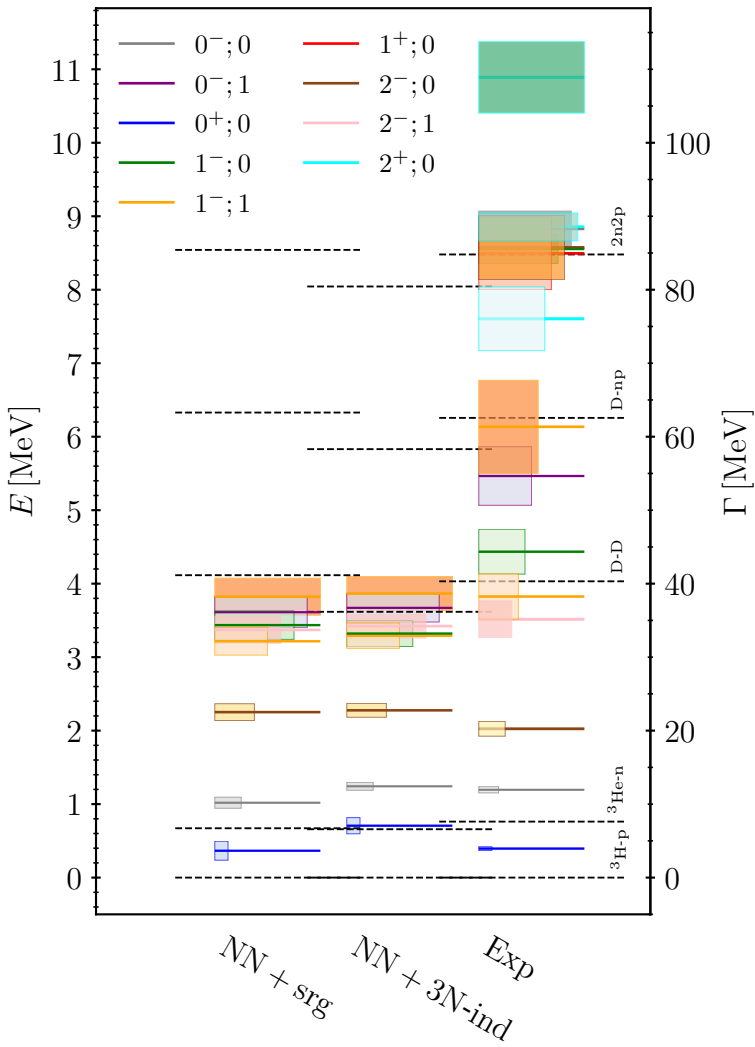 0⁻;0
0⁻;1
0⁺;0
1⁻;0
1⁻;1
1⁺;0
2⁻;0
2⁻;1
2⁺;0
11
10
9
8
7
6
5
4
3
2
1
0
E [MeV]
100
80
60
40
20
0
Γ [MeV]
2n2p
D-np
D-D
³He-n
³H-p
NN + srg
NN + 3N-ind
Exp